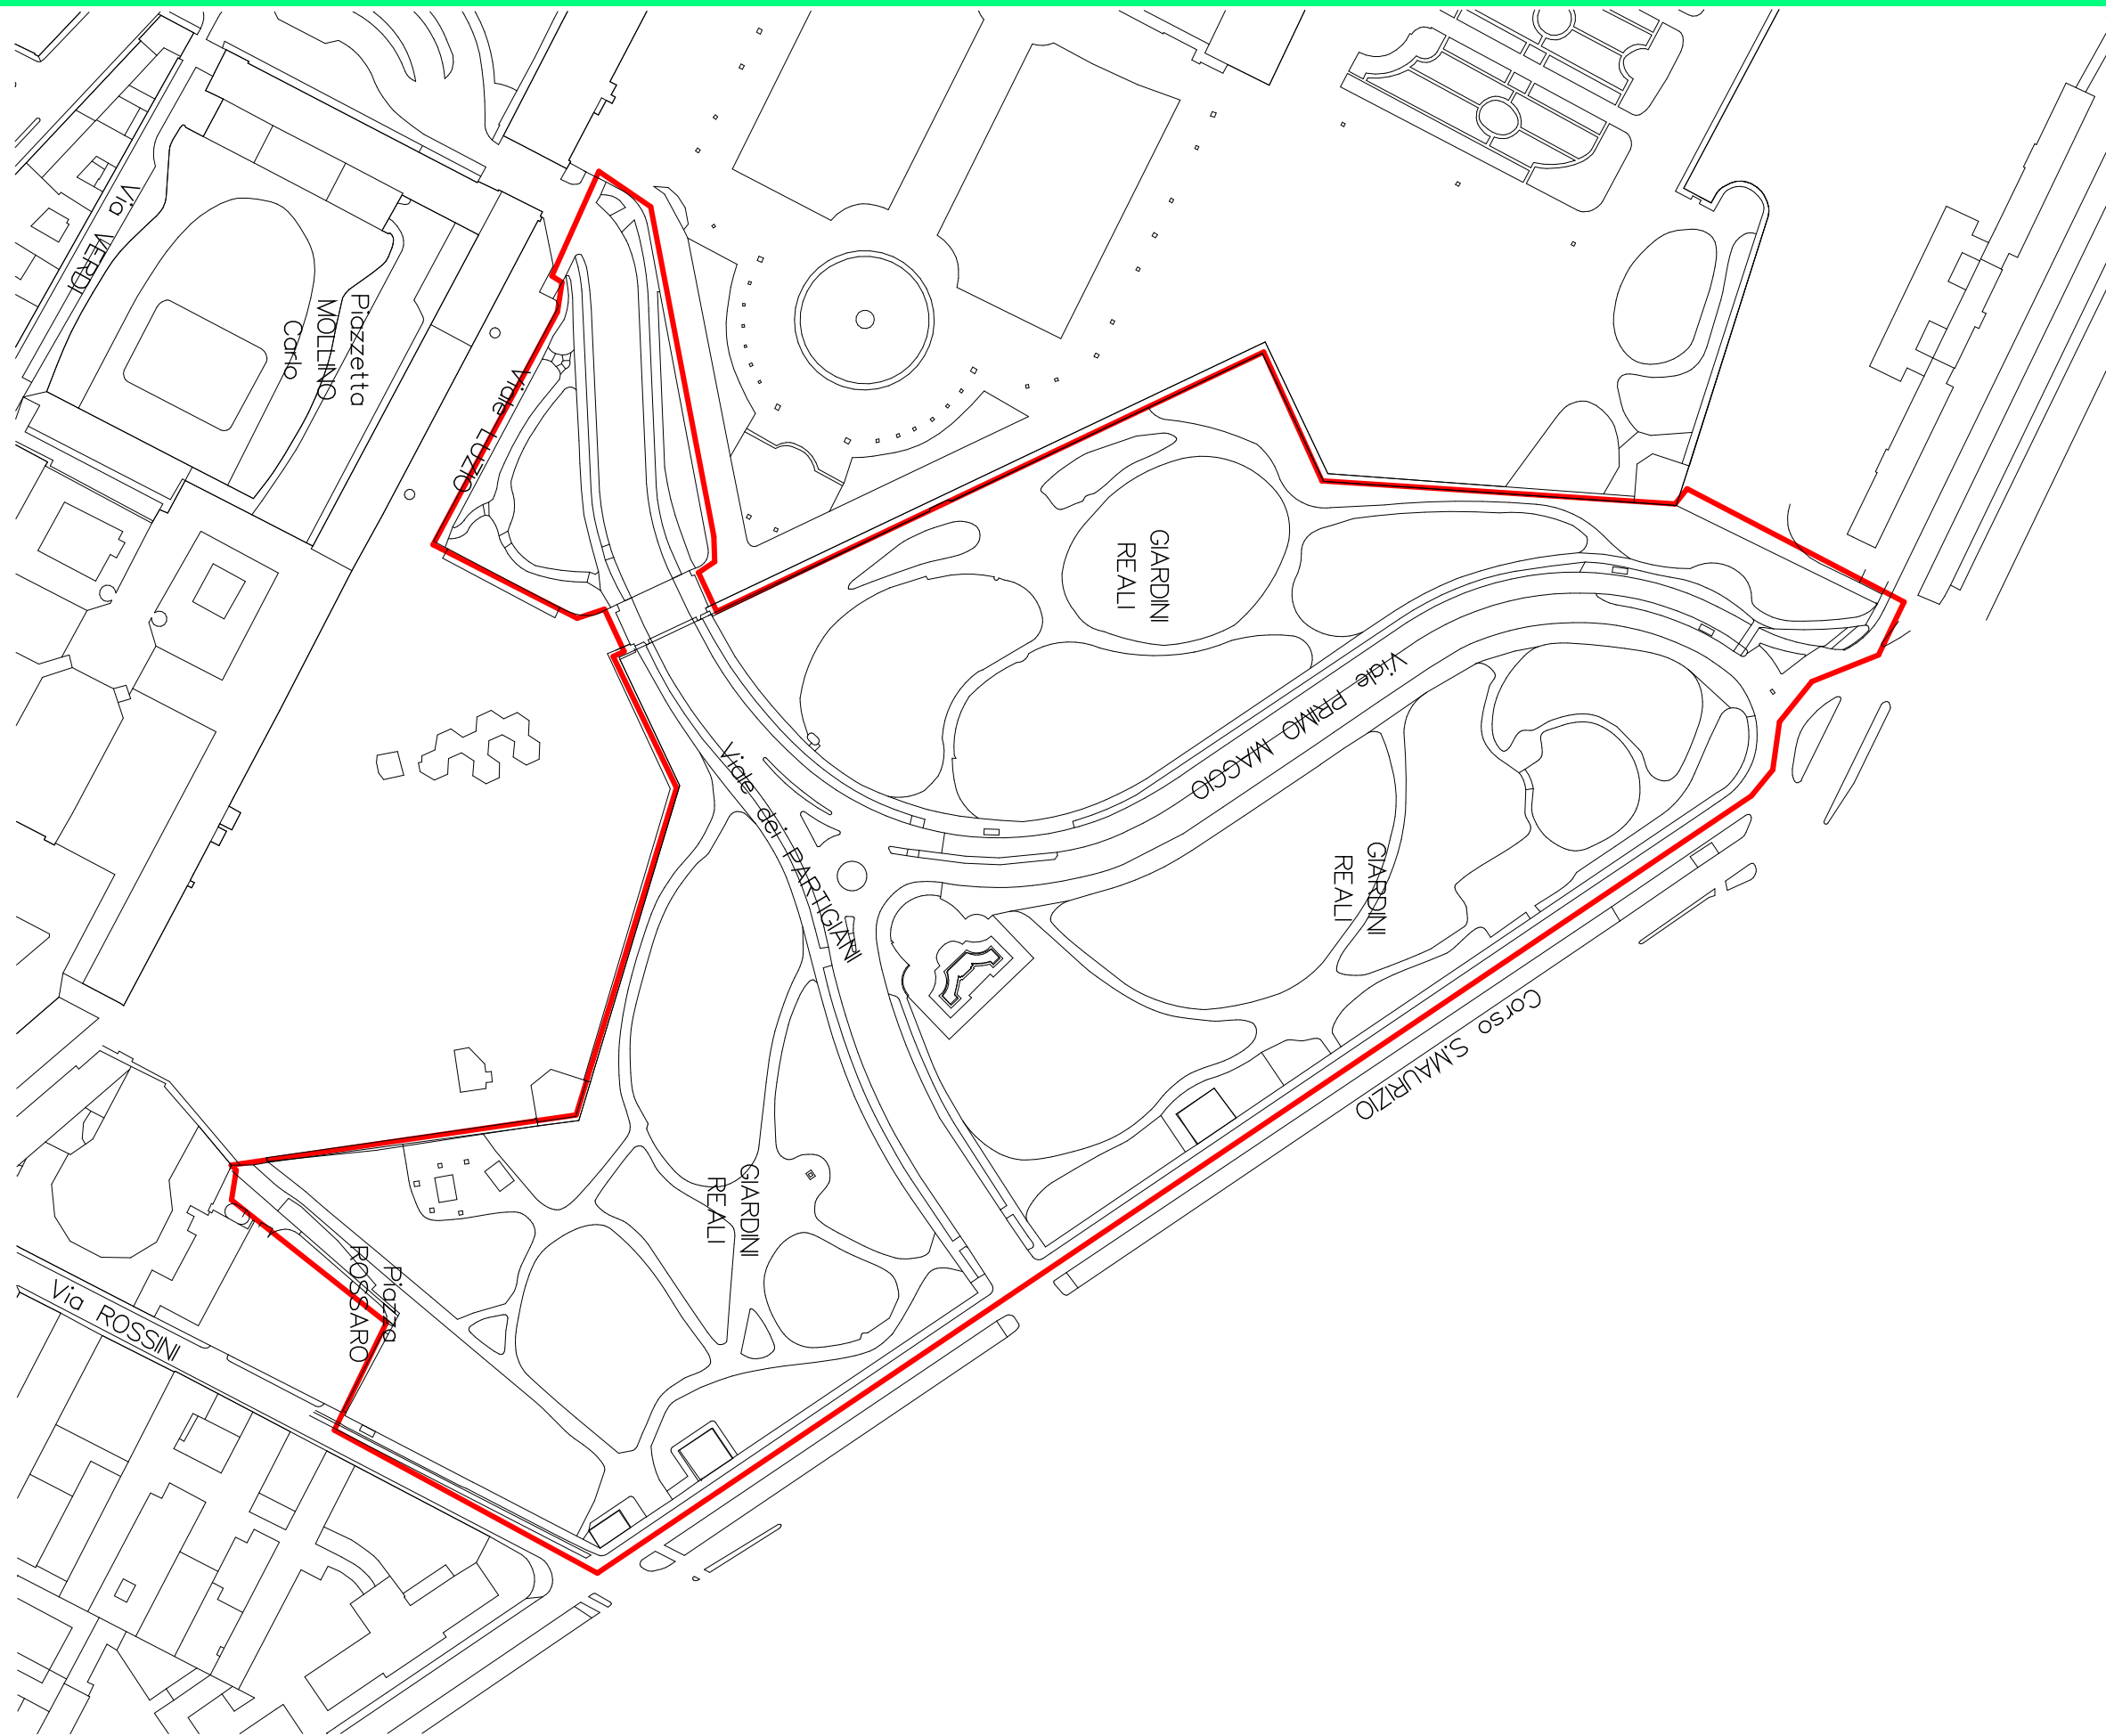 Via VERDI
Piazzetta
MOLLINO
Carlo
Viale LUZIO
GIARDINI
REALI
Viale PRIMO MAGGIO
Viale dei PARTIGIANI
GIARDINI
REALI
Corso S.MAURIZIO
GIARDINI
REALI
Piazza
ROSSARO
Via ROSSINI